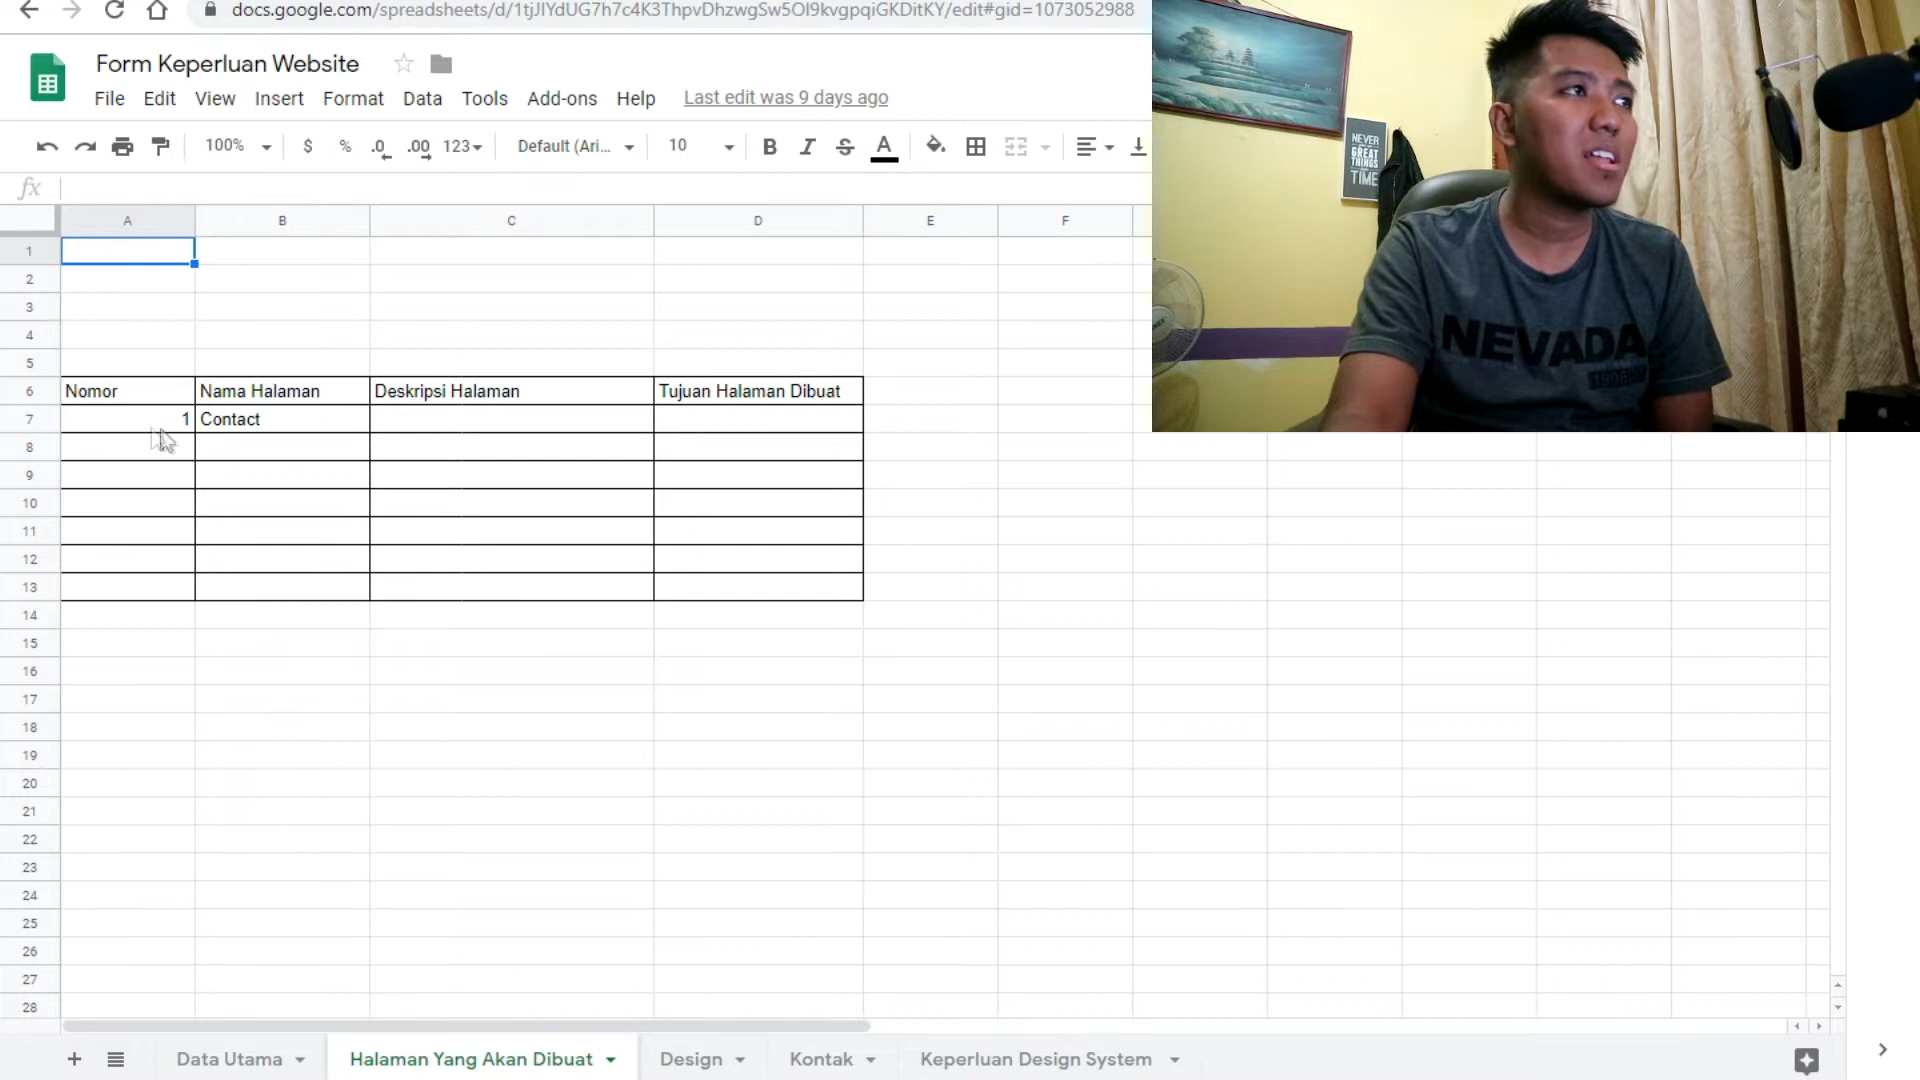 docs.google.com/spreadsheets/d/1tjJIYdUG7h7c4K3ThpvDhzwgSw5Ol9kvgpqiGKDitKY/edit#gid=1073052988
Form Keperluan Website
File Edit View Insert Format Data Tools Add-ons Help Last edit was 9 days ago
100% $ % .0 .00 123 Default (Ari... 10 B I S A
fx
A B C D E F
1
2
3
4
5
6 Nomor Nama Halaman Deskripsi Halaman Tujuan Halaman Dibuat
7 1 Contact
8
9
10
11
12
13
14
15
16
17
18
19
20
21
22
23
24
25
26
27
28
Data Utama Halaman Yang Akan Dibuat Design Kontak Keperluan Design System
NEVER
GREAT
THINGS
TIME
NEVADA